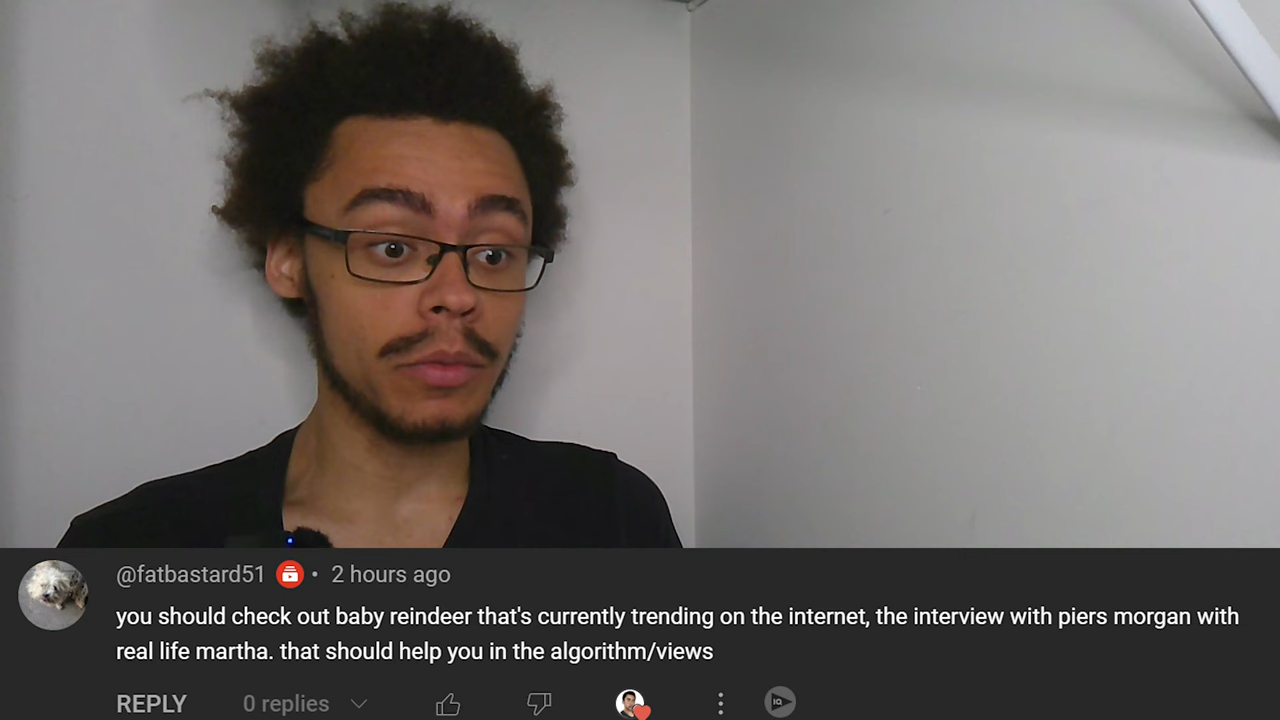 @fatbastard51 • 2 hours ago
you should check out baby reindeer that's currently trending on the internet, the interview with piers morgan with
real life martha. that should help you in the algorithm/views
REPLY 0 replies
IQ